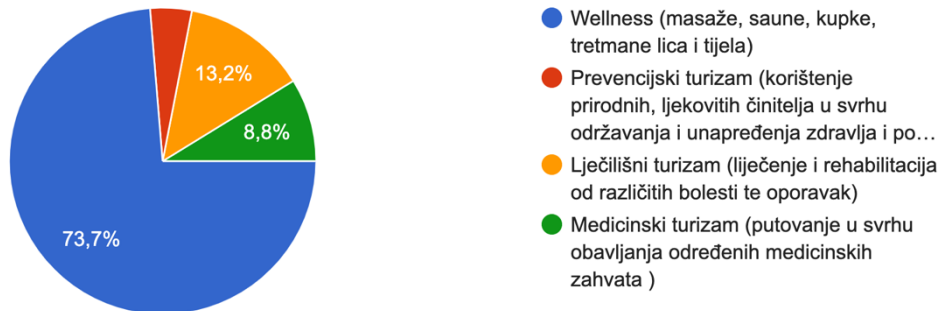 13,2%
8,8%
73,7%
Wellness (masaže, saune, kupke,
tretmane lica i tijela)
Prevencijski turizam (korištenje
prirodnih, ljekovitih činitelja u svrhu
održavanja i unapređenja zdravlja i po…
Lječilišni turizam (liječenje i rehabilitacija
od različitih bolesti te oporavak)
Medicinski turizam (putovanje u svrhu
obavljanja određenih medicinskih
zahvata )